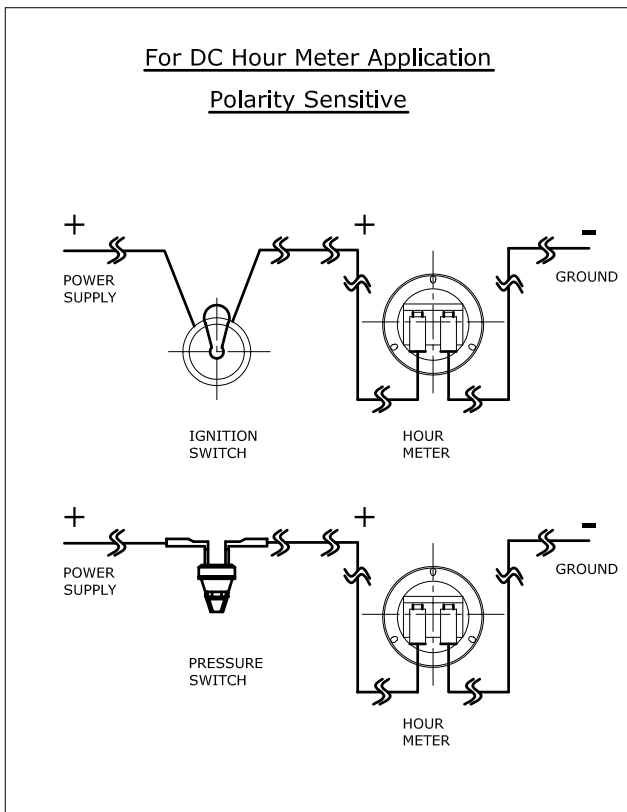 For DC Hour Meter Application
Polarity Sensitive
+ + -
POWER
SUPPLY
GROUND
IGNITION
SWITCH
HOUR
METER
+ + -
POWER
SUPPLY
GROUND
PRESSURE
SWITCH
HOUR
METER